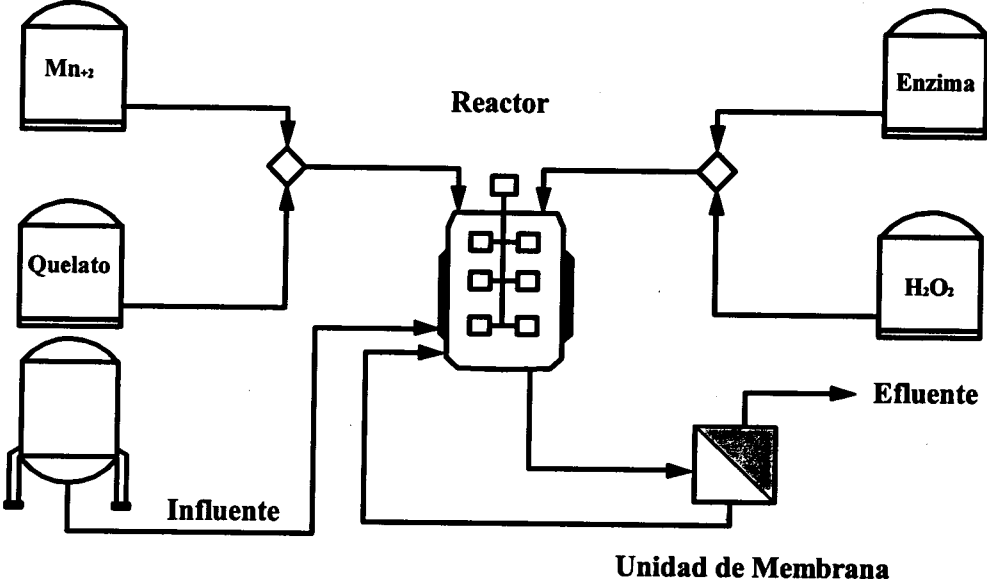 Mn+2
Reactor
Enzima
Quelato
H2O2
Efluente
Influente
Unidad de Membrana